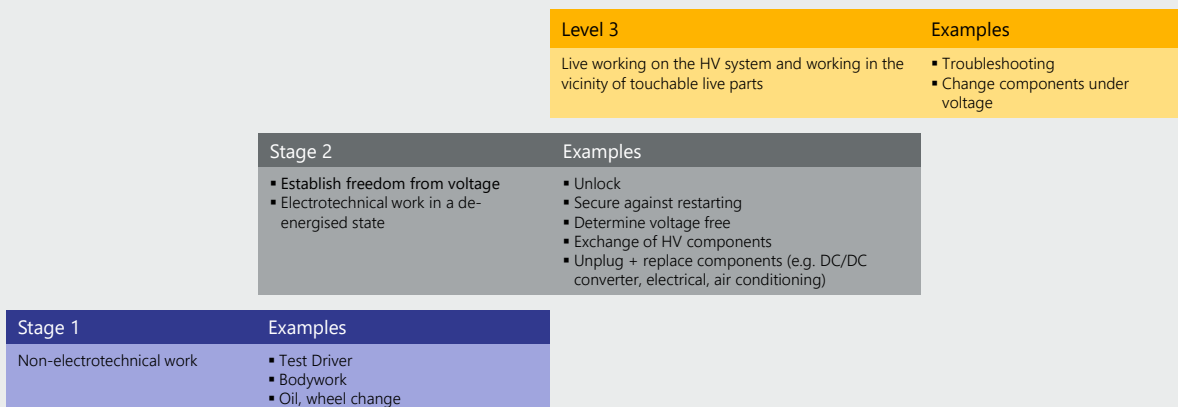 Level 3
Examples
Live working on the HV system and working in the
vicinity of touchable live parts
▪ Troubleshooting
▪ Change components under
voltage
Stage 2
Examples
▪ Establish freedom from voltage
▪ Electrotechnical work in a de-
energised state
▪ Unlock
▪ Secure against restarting
▪ Determine voltage free
▪ Exchange of HV components
▪ Unplug + replace components (e.g. DC/DC
converter, electrical, air conditioning)
Stage 1
Examples
Non-electrotechnical work
▪ Test Driver
▪ Bodywork
▪ Oil, wheel change